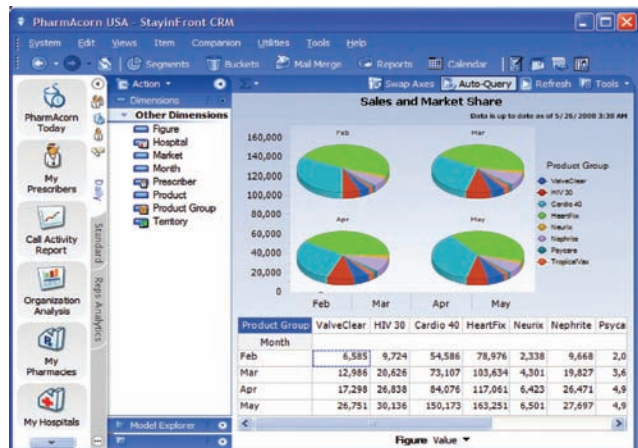 PharmAcorn USA - StayinFront CRM
System Edit Views Item Companion Utilities Tools Help
Segments Buckets Mail Merge Reports Calendar
PharmAcorn
Today
My
Prescribers
Call Activity
Report
Organization
Analysis
My
Pharmacies
My Hospitals
Daily
Standard
Reps Analytics
Action
Dimensions
Other Dimensions
Figure
Hospital
Market
Month
Prescriber
Product
Product Group
Territory
Model Explorer
Σ Swap Axes Auto-Query Refresh Tools
Sales and Market Share
Data is up to date as of 5/26/2008 3:30 AM
160,000
140,000
120,000
100,000
80,000
60,000
40,000
20,000
0
Feb Mar
Apr May
Feb Mar Apr May
Product Group
ValveClear
HIV 30
Cardio 40
HeartFix
Neurix
Nephrite
Psycare
TropicalVax
Product Group ValveClear HIV 30 Cardio 40 HeartFix Neurix Nephrite Psyca
Month
Feb 6,585 9,724 54,586 78,976 2,338 9,668 2,0
Mar 12,986 20,626 73,107 103,634 4,301 19,827 3,6
Apr 17,298 26,838 84,076 117,061 6,423 26,471 4,9
May 26,751 30,136 150,173 163,251 6,501 27,697 4,9
Figure Value